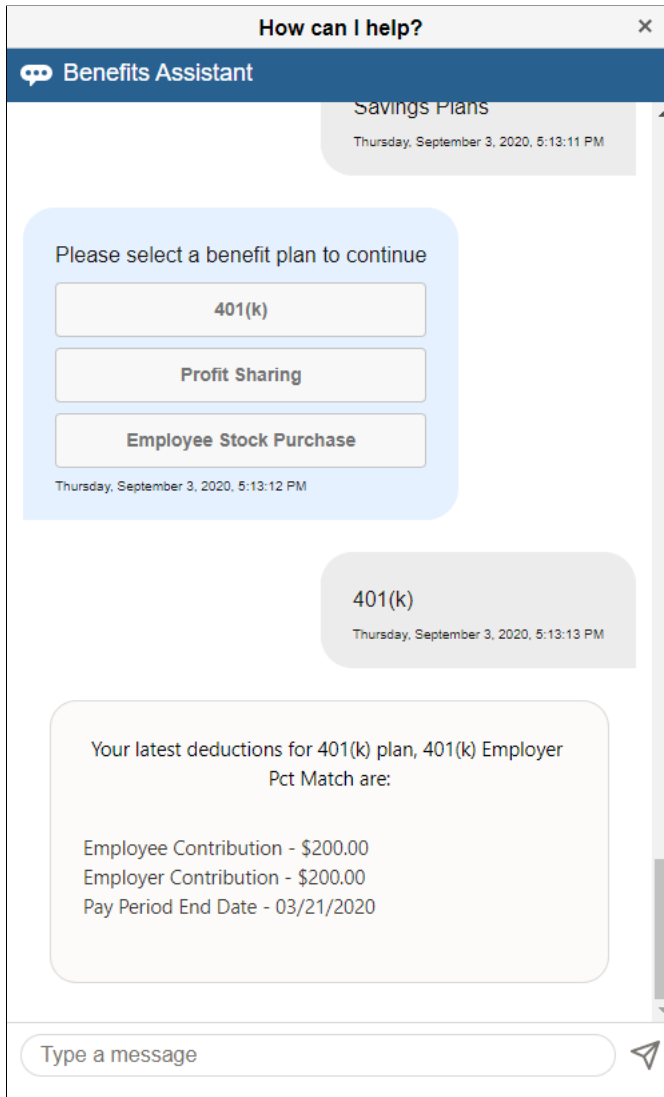 How can I help?
Benefits Assistant
Savings Plans
Thursday, September 3, 2020, 5:13:11 PM
Please select a benefit plan to continue
401(k)
Profit Sharing
Employee Stock Purchase
Thursday, September 3, 2020, 5:13:12 PM
401(k)
Thursday, September 3, 2020, 5:13:13 PM
Your latest deductions for 401(k) plan, 401(k) Employer
Pct Match are:
Employee Contribution - $200.00
Employer Contribution - $200.00
Pay Period End Date - 03/21/2020
Type a message